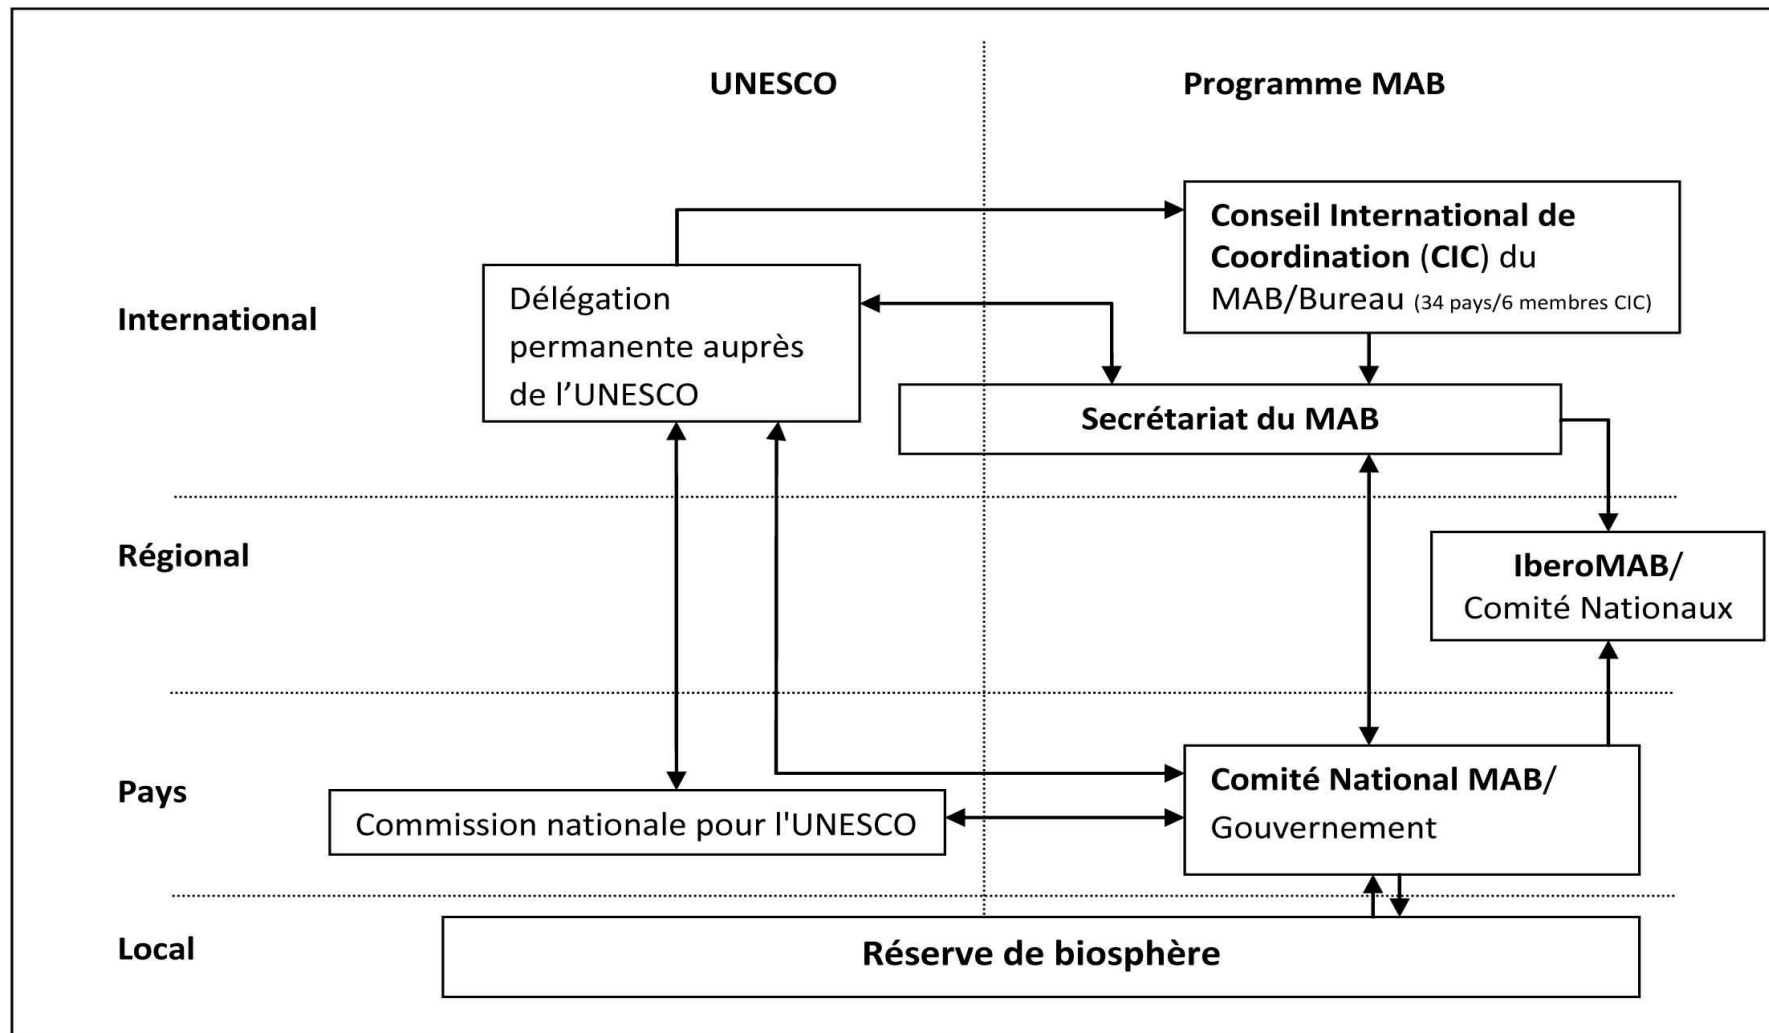 UNESCO
Programme MAB
International
Délégation
permanente auprès
de l’UNESCO
Conseil International de
Coordination (CIC) du
MAB/Bureau (34 pays/6 membres CIC)
Secrétariat du MAB
Régional
IberoMAB/
Comité Nationaux
Pays
Commission nationale pour l'UNESCO
Comité National MAB/
Gouvernement
Local
Réserve de biosphère